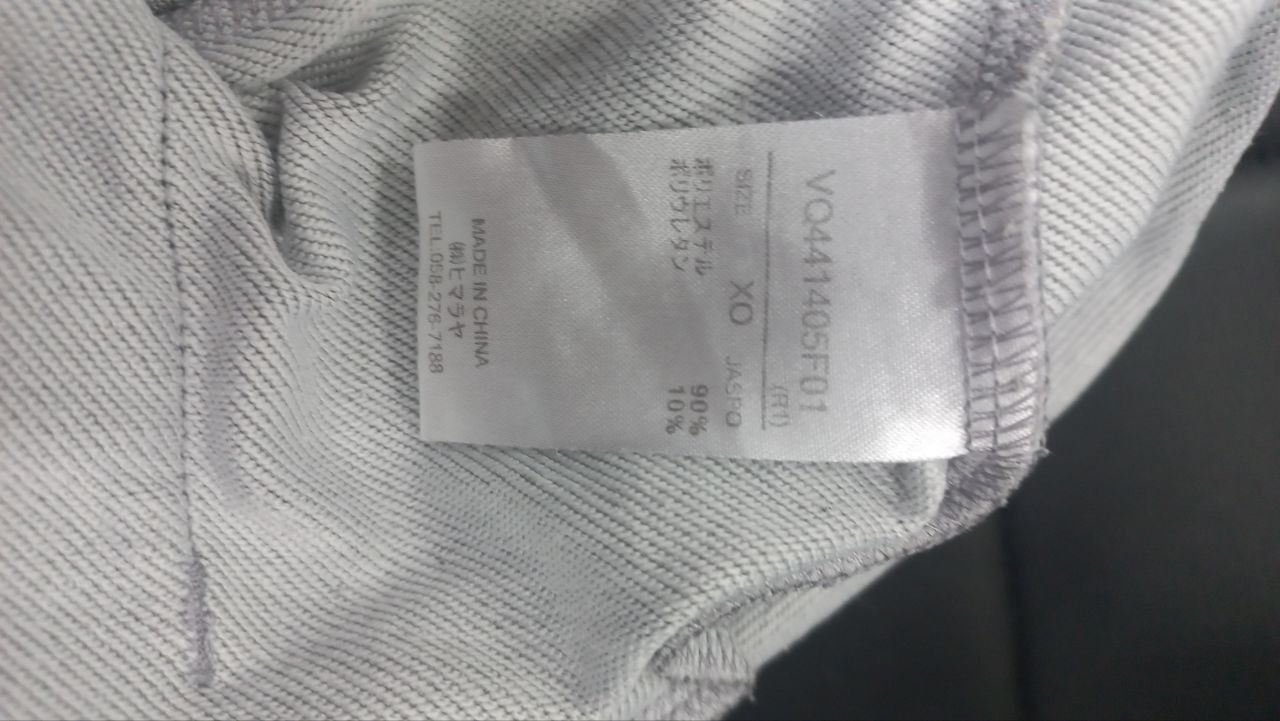 VQ441405F01
(R1)
SIZE XO JASPO
ポリエステル 90%
ポリウレタン 10%
MADE IN CHINA
㈱ヒマラヤ
TEL.058-276-7188